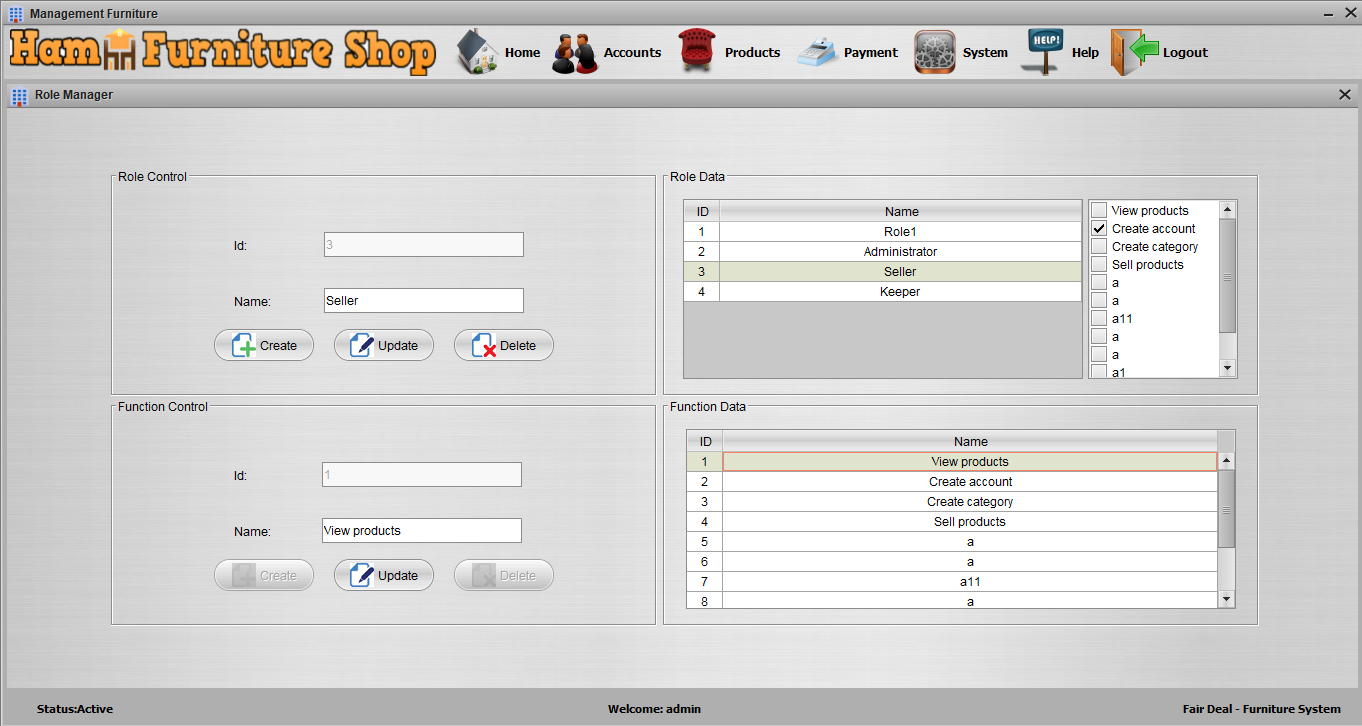 Management Furniture
Ham Furniture Shop
Home Accounts Products Payment System HELP! Help Logout
Role Manager
Role Control
Id: 3
Name: Seller
Create Update Delete
Role Data
ID Name
1 Role1
2 Administrator
3 Seller
4 Keeper
View products
Create account
Create category
Sell products
a
a
a11
a
a
a1
Function Control
Id: 1
Name: View products
Create Update Delete
Function Data
ID Name
1 View products
2 Create account
3 Create category
4 Sell products
5 a
6 a
7 a11
8 a
Status:Active Welcome: admin Fair Deal - Furniture System